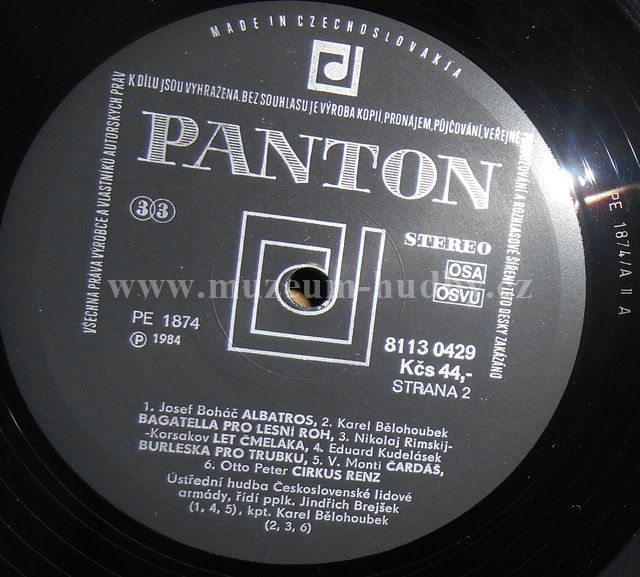 MADE IN CZECHOSLOVAKIA
VŠECHNA PRÁVA VÝROBCE A VLASTNÍKŮ AUTORSKÝCH PRÁV
K DÍLU JSOU VYHRAŽENA. BEZ SOUHLASU JE VÝROBA KOPIÍ, PRONÁJEM, PŮJČOVÁNÍ, VEŘEJNÉ
A ROZHLASOVÉ ŠÍŘENÍ TÉTO DESKY ZAKÁZÁNO
PANTON
33
STEREO
OSA
OSVU
www.muzeum-hudby.cz
PE 1874
Ⓟ 1984
8113 0429
Kčs 44,-
STRANA 2
1. Josef Boháč ALBATROS, 2. Karel Bělohoubek
BAGATELLA PRO LESNÍ ROH, 3. Nikolaj Rimskij-
-Korsakov LET ČMELÁKA, 4. Eduard Kudelásek
BURLESKA PRO TRUBKU, 5. V. Monti ČARDÁŠ,
6. Otto Peter CIRKUS RENZ
Ústřední hudba Československé lidové
armády, řídí pplk. Jindřich Brejšek
(1, 4, 5), kpt. Karel Bělohoubek
(2, 3, 6)
PE 1874/A II A